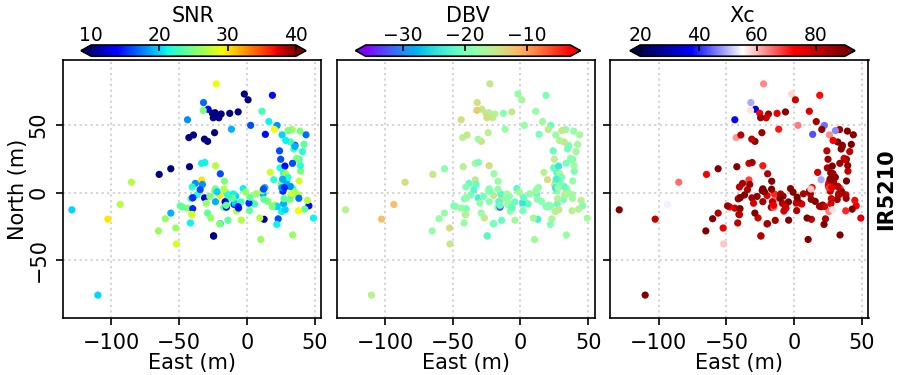 SNR DBV Xc
10 20 30 40 −30 −20 −10 20 40 60 80
North (m)
50
0
−50
IR5210
−100 −50 0 50 −100 −50 0 50 −100 −50 0 50
East (m) East (m) East (m)